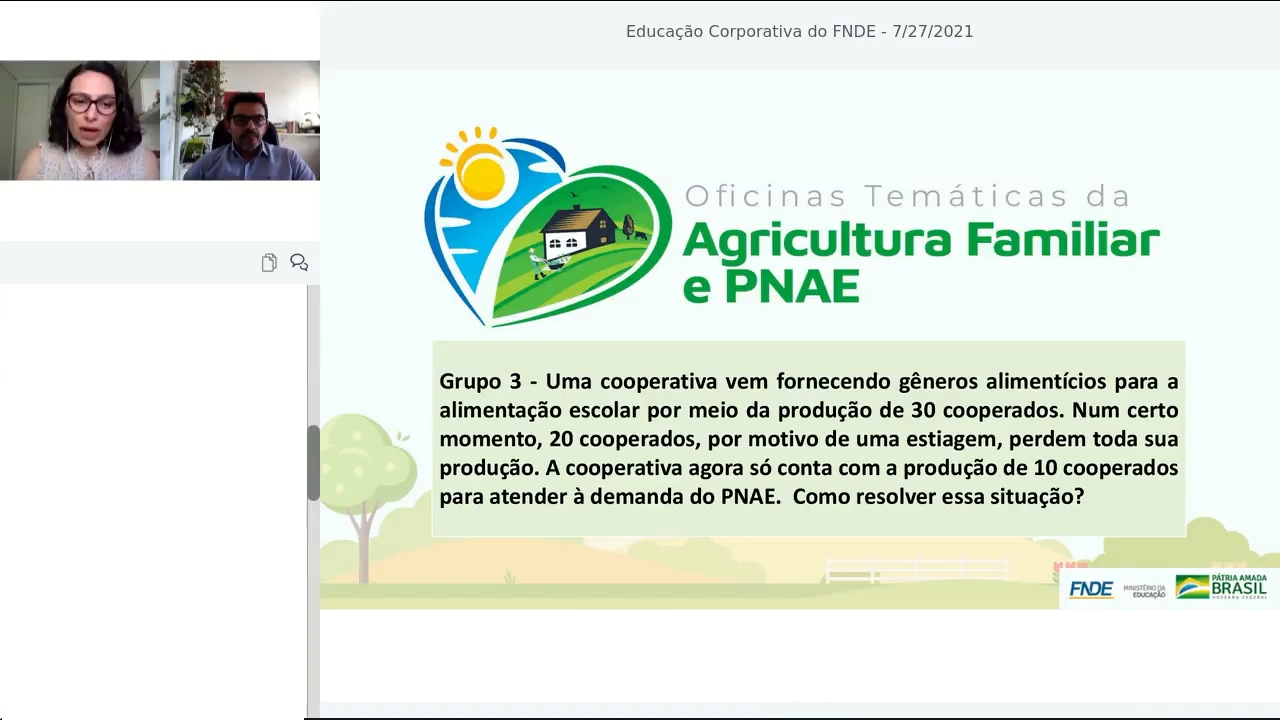 Educação Corporativa do FNDE - 7/27/2021
Oficinas Temáticas da
Agricultura Familiar
e PNAE
Grupo 3 - Uma cooperativa vem fornecendo gêneros alimentícios para a
alimentação escolar por meio da produção de 30 cooperados. Num certo
momento, 20 cooperados, por motivo de uma estiagem, perdem toda sua
produção. A cooperativa agora só conta com a produção de 10 cooperados
para atender à demanda do PNAE.  Como resolver essa situação?
FNDE
MINISTÉRIO DA
EDUCAÇÃO
PÁTRIA AMADA
BRASIL
GOVERNO FEDERAL